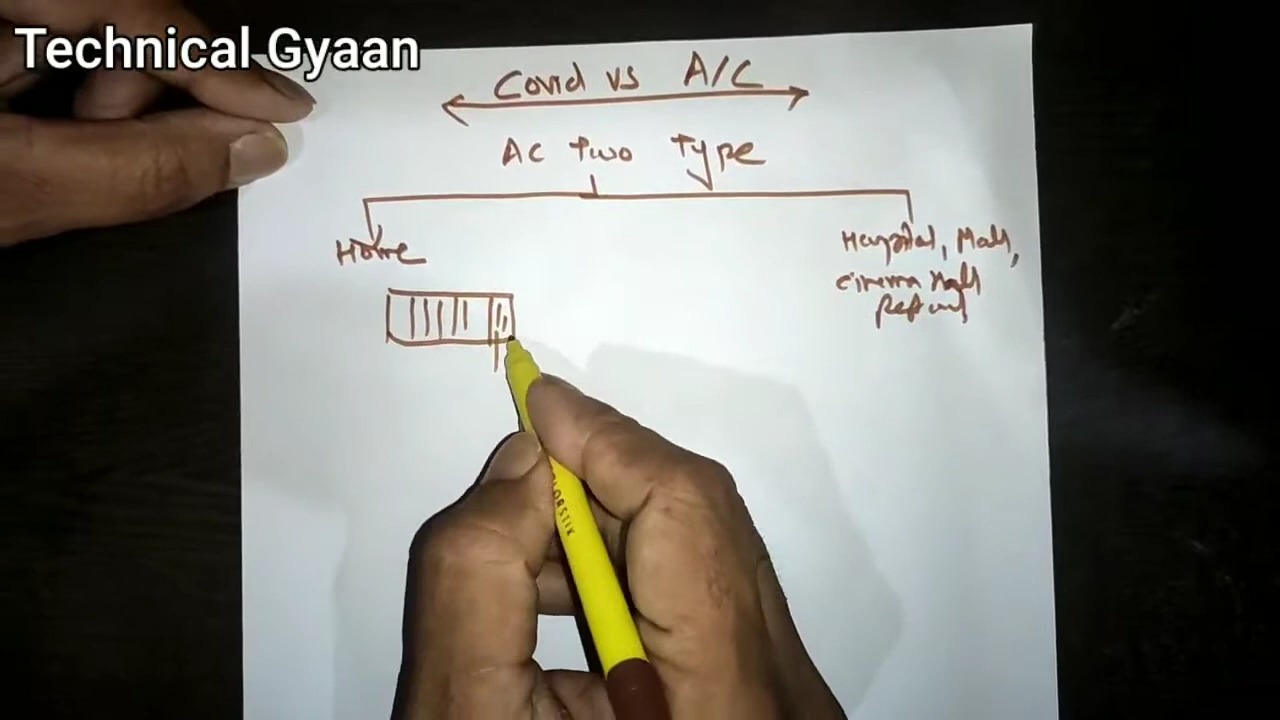 Technical Gyaan
Covid vs A/C
AC Two Type
Home
Hospital, Mall,
cinema Hall